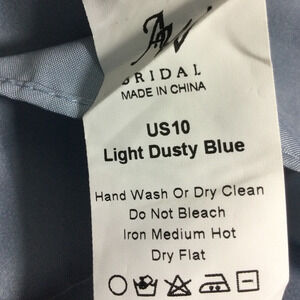 AW
BRIDAL
MADE IN CHINA
US10
Light Dusty Blue
Hand Wash Or Dry Clean
Do Not Bleach
Iron Medium Hot
Dry Flat